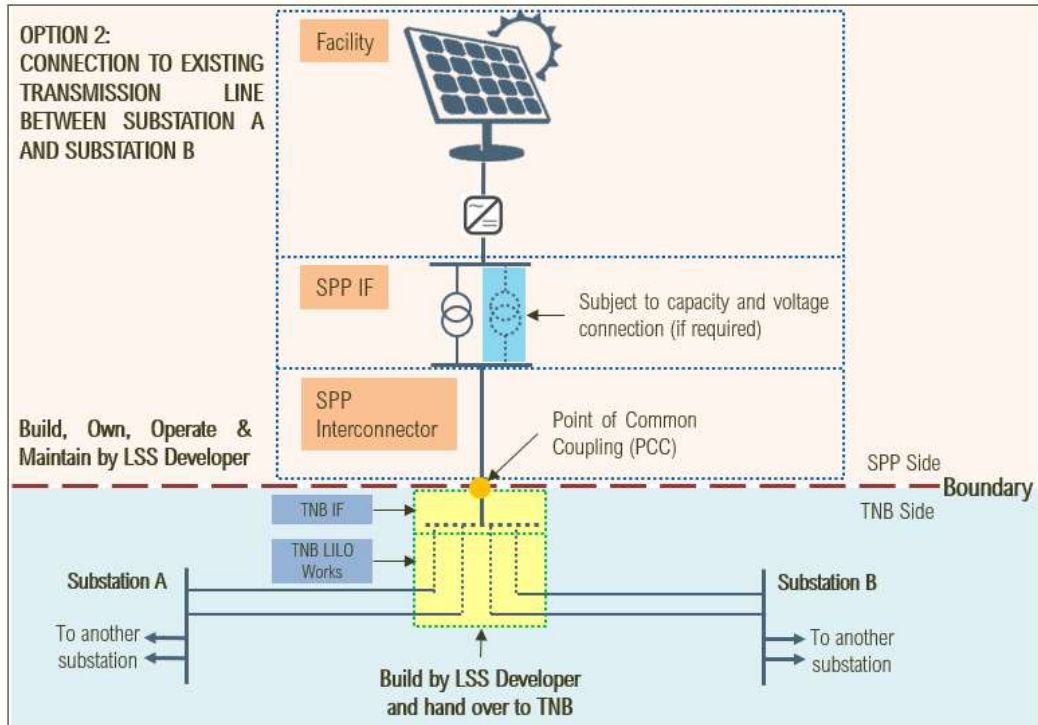 OPTION 2:
CONNECTION TO EXISTING
TRANSMISSION LINE
BETWEEN SUBSTATION A
AND SUBSTATION B
Facility
SPP IF
Subject to capacity and voltage
connection (if required)
SPP
Interconnector
Point of Common
Coupling (PCC)
Build, Own, Operate &
Maintain by LSS Developer
SPP Side
Boundary
TNB Side
TNB IF
TNB LILO
Works
Substation A
Substation B
To another
substation
To another
substation
Build by LSS Developer
and hand over to TNB